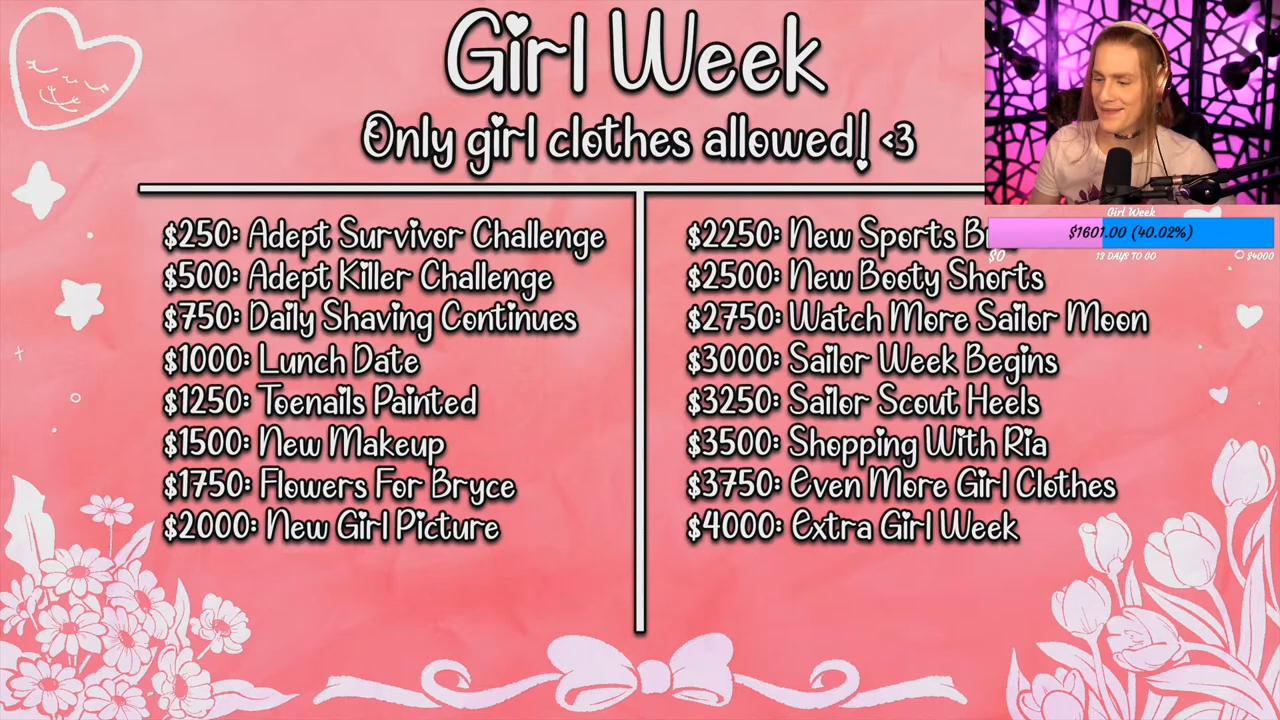 Girl Week
Only girl clothes allowed! <3
$250: Adept Survivor Challenge
$500: Adept Killer Challenge
$750: Daily Shaving Continues
$1000: Lunch Date
$1250: Toenails Painted
$1500: New Makeup
$1750: Flowers For Bryce
$2000: New Girl Picture
$2250: New Sports
$2500: New Booty Shorts
$2750: Watch More Sailor Moon
$3000: Sailor Week Begins
$3250: Sailor Scout Heels
$3500: Shopping With Ria
$3750: Even More Girl Clothes
$4000: Extra Girl Week
Girl Week
$1601.00 (40.02%)
$0 13 DAYS TO GO $4000